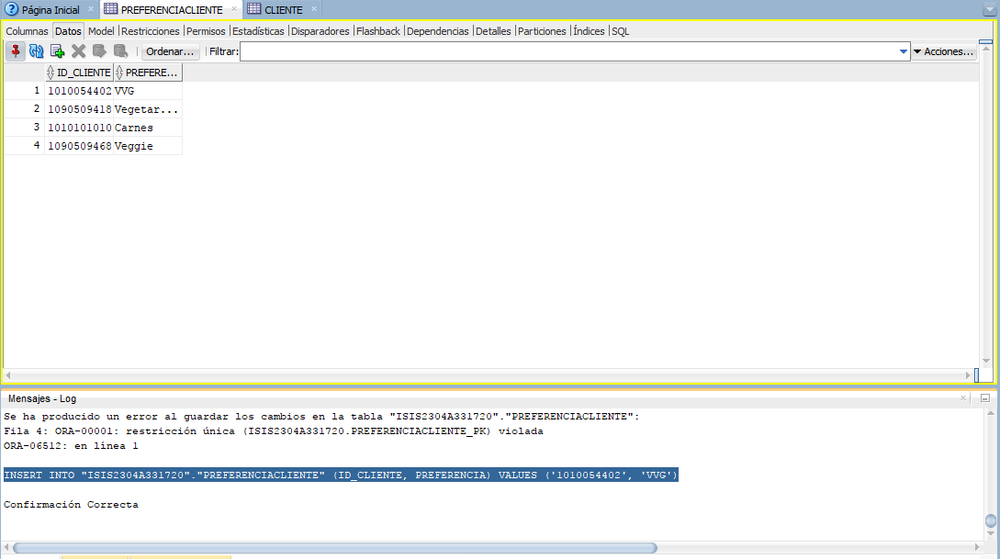 Página Inicial PREFERENCIACLIENTE CLIENTE
Columnas Datos Model Restricciones Permisos Estadísticas Disparadores Flashback Dependencias Detalles Particiones Índices SQL
Ordenar... Filtrar: Acciones...
ID_CLIENTE PREFERE...
1 1010054402 VVG
2 1090509418 Vegetar...
3 1010101010 Carnes
4 1090509468 Veggie
Mensajes - Log
Se ha producido un error al guardar los cambios en la tabla "ISIS2304A331720"."PREFERENCIACLIENTE":
Fila 4: ORA-00001: restricción única (ISIS2304A331720.PREFERENCIACLIENTE_PK) violada
ORA-06512: en línea 1
INSERT INTO "ISIS2304A331720"."PREFERENCIACLIENTE" (ID_CLIENTE, PREFERENCIA) VALUES ('1010054402', 'VVG')
Confirmación Correcta